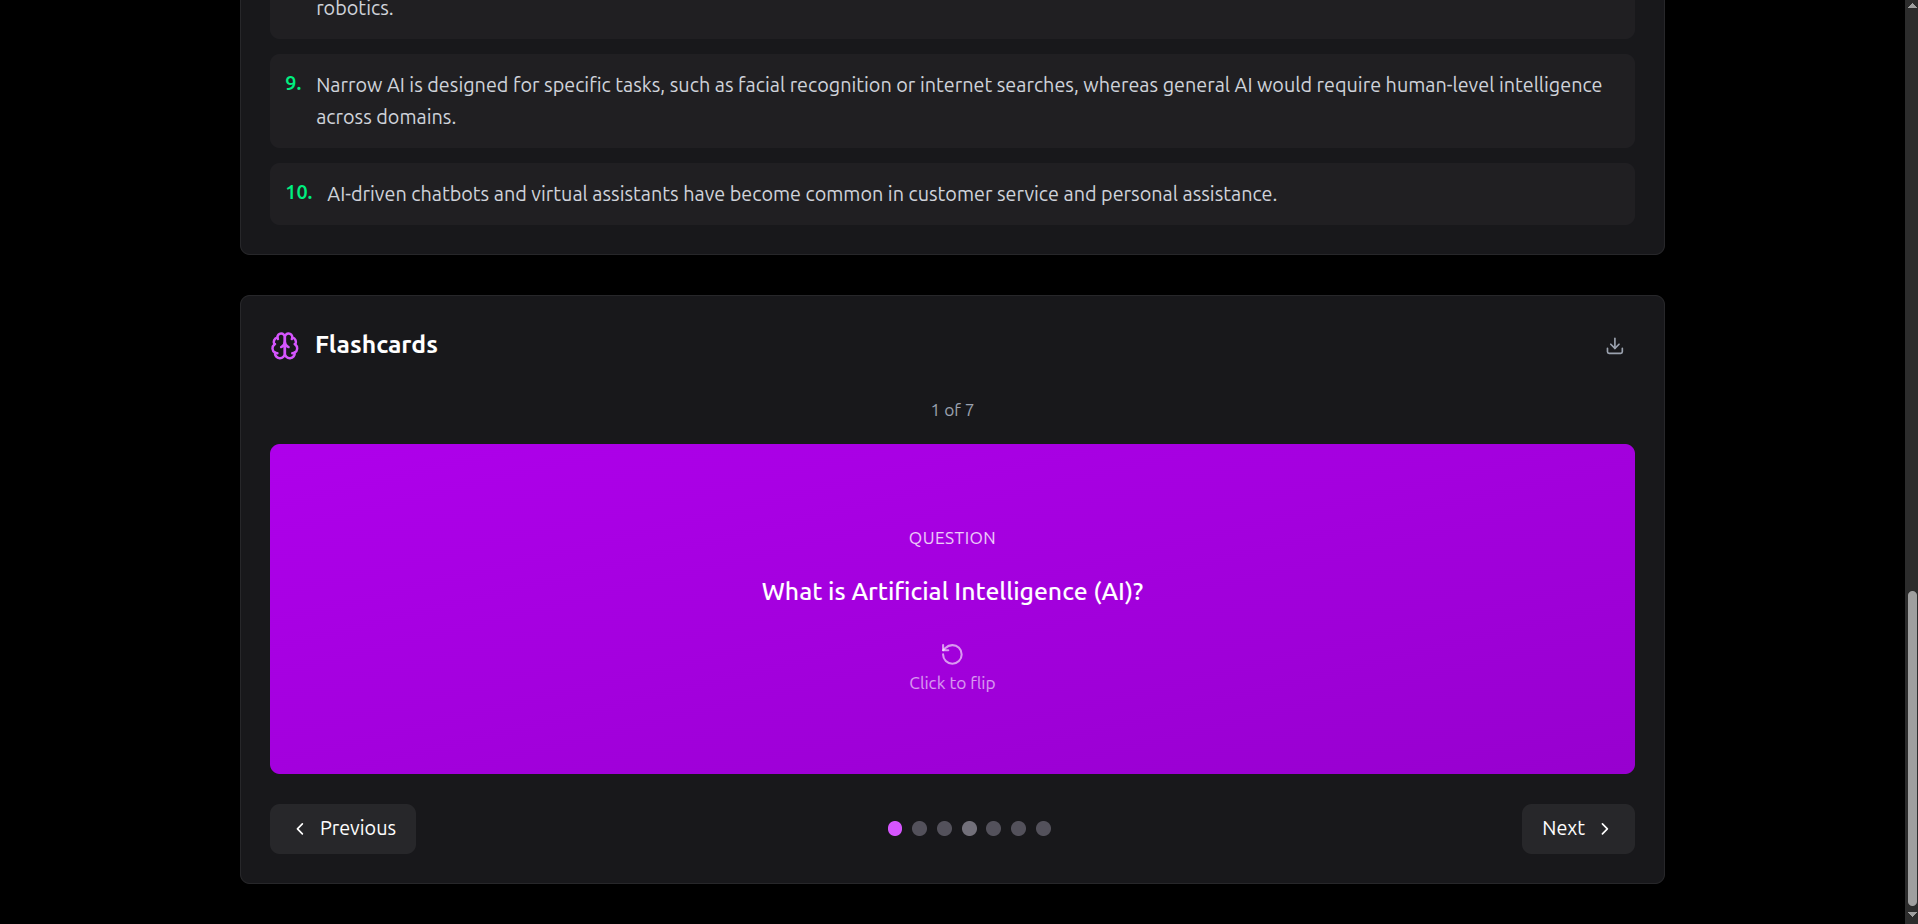 robotics.
9. Narrow AI is designed for specific tasks, such as facial recognition or internet searches, whereas general AI would require human-level intelligence
across domains.
10. AI-driven chatbots and virtual assistants have become common in customer service and personal assistance.
Flashcards
1 of 7
QUESTION
What is Artificial Intelligence (AI)?
Click to flip
Previous
Next